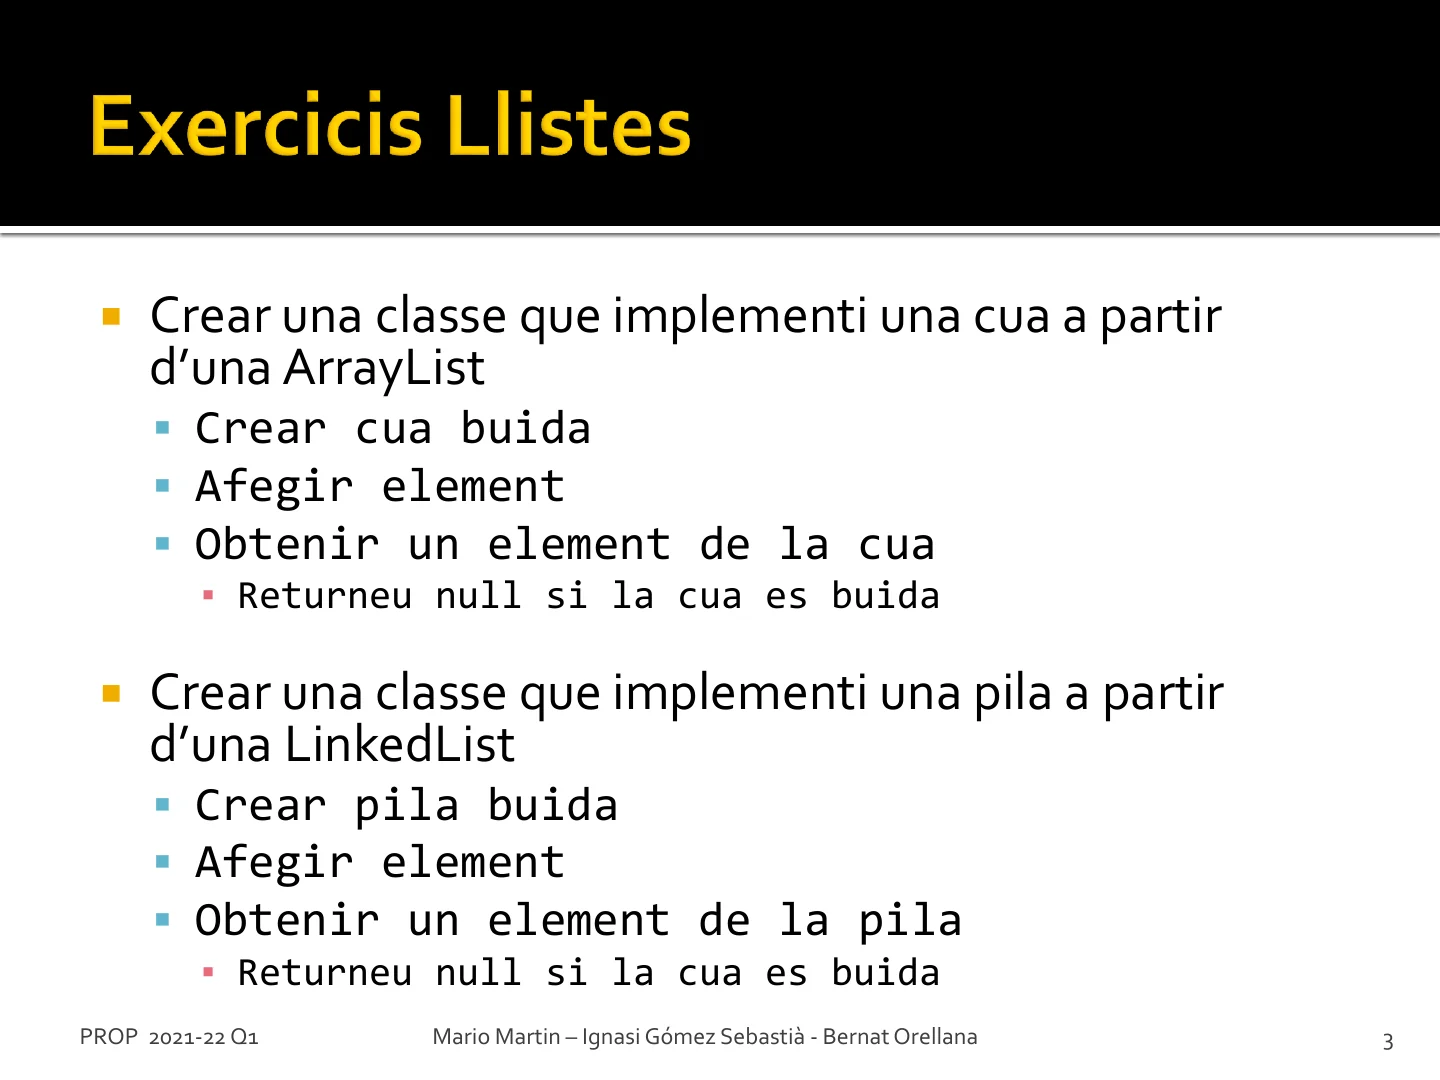 Exercicis Llistes
Crear una classe que implementi una cua a partir
d’una ArrayList
Crear cua buida
Afegir element
Obtenir un element de la cua
Returneu null si la cua es buida
Crear una classe que implementi una pila a partir
d’una LinkedList
Crear pila buida
Afegir element
Obtenir un element de la pila
Returneu null si la cua es buida
PROP 2021-22 Q1
Mario Martin – Ignasi Gómez Sebastià - Bernat Orellana
3